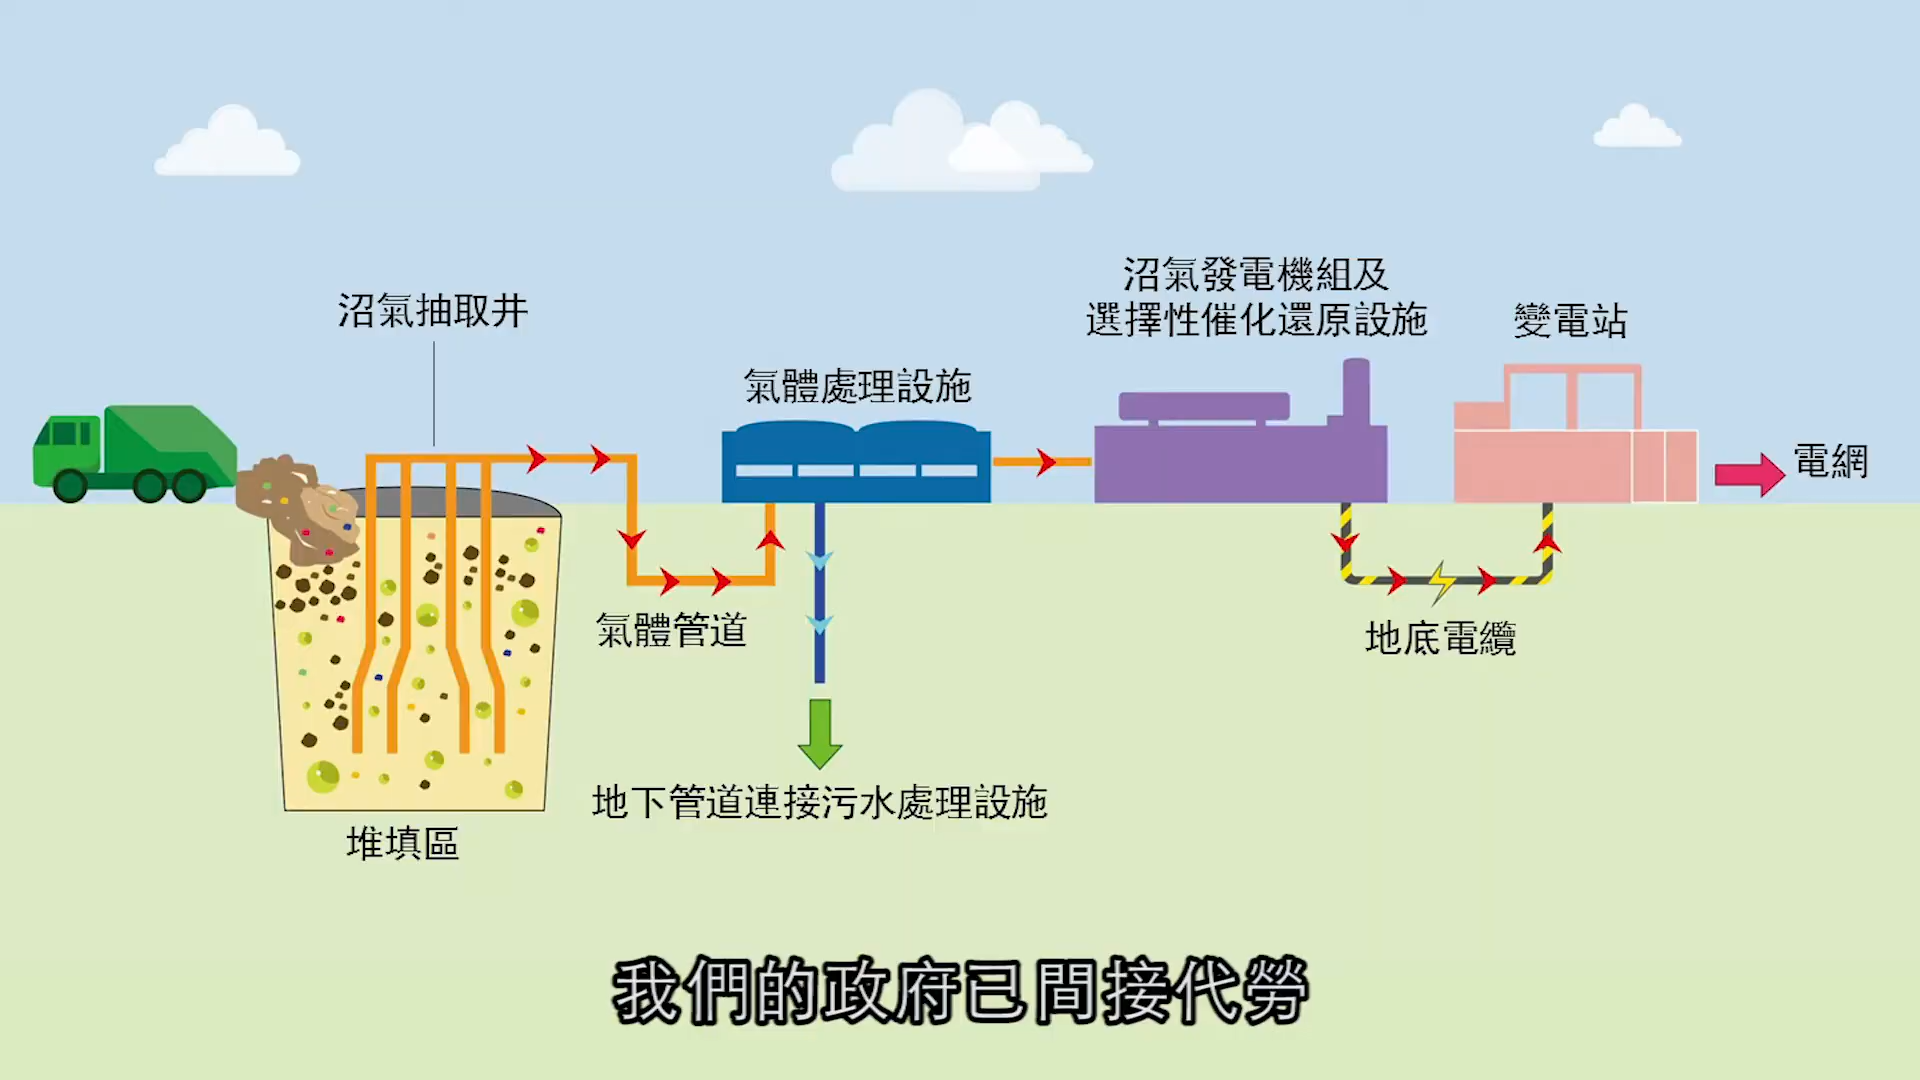 沼氣發電機組及
選擇性催化還原設施
沼氣抽取井
變電站
氣體處理設施
電網
氣體管道
地底電纜
地下管道連接污水處理設施
堆填區
我們的政府已間接代勞